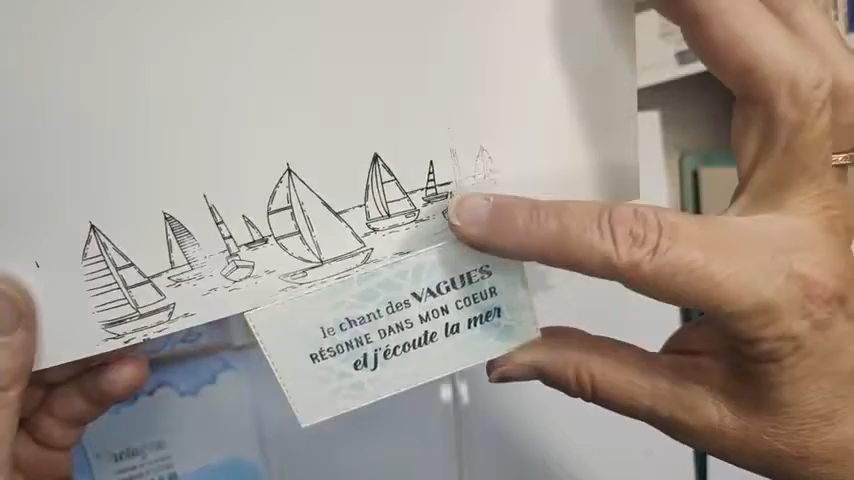 le chant des VAGUES
RÉSONNE DANS MON COEUR
et j'écoute la mer